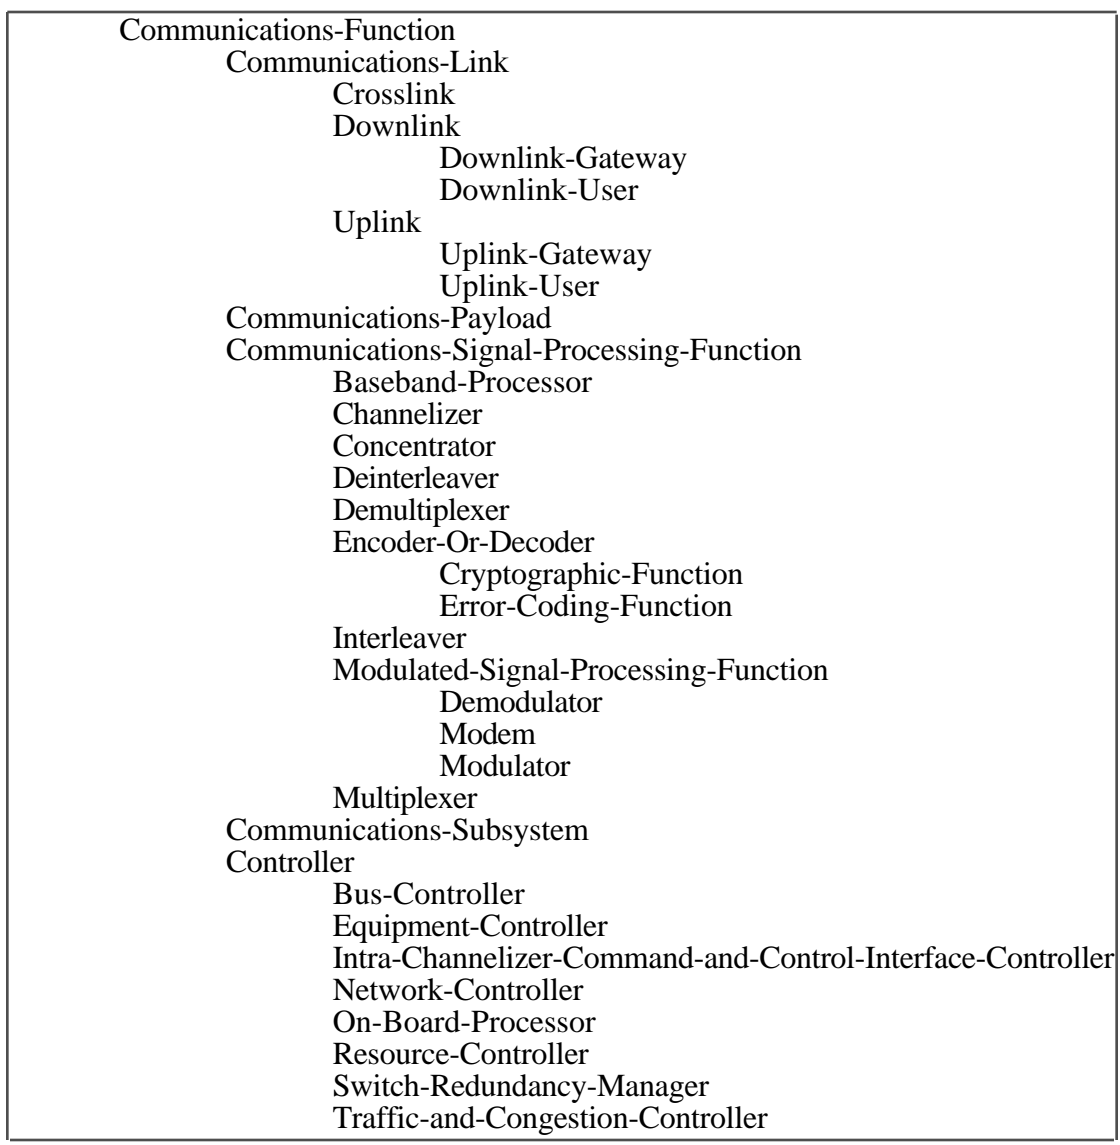 Communications-Function
Communications-Link
Crosslink
Downlink
Downlink-Gateway
Downlink-User
Uplink
Uplink-Gateway
Uplink-User
Communications-Payload
Communications-Signal-Processing-Function
Baseband-Processor
Channelizer
Concentrator
Deinterleaver
Demultiplexer
Encoder-Or-Decoder
Cryptographic-Function
Error-Coding-Function
Interleaver
Modulated-Signal-Processing-Function
Demodulator
Modem
Modulator
Multiplexer
Communications-Subsystem
Controller
Bus-Controller
Equipment-Controller
Intra-Channelizer-Command-and-Control-Interface-Controller
Network-Controller
On-Board-Processor
Resource-Controller
Switch-Redundancy-Manager
Traffic-and-Congestion-Controller